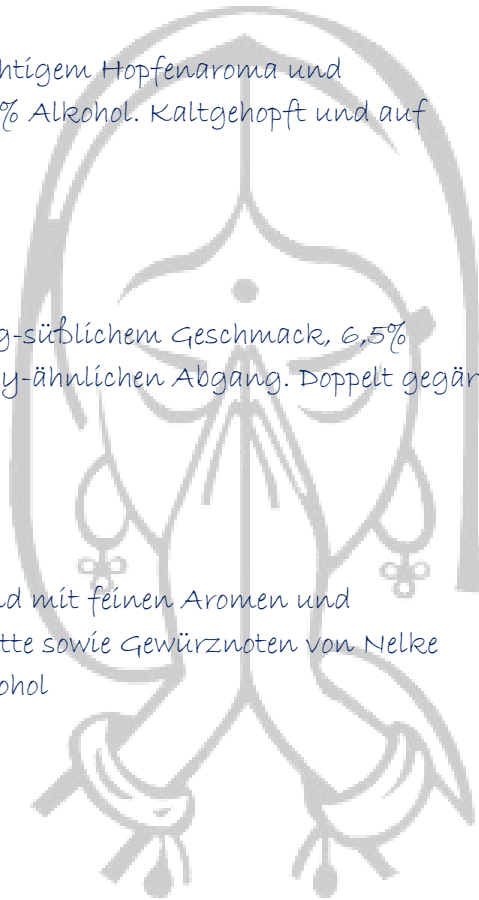 htigem Hopfenaroma und
% Alkohol. Kaltgehopft und auf
g-süßlichem Geschmack, 6,5%
y-ähnlichen Abgang. Doppelt gegär
nd mit feinen Aromen und
tte sowie Gewürznoten von Nelke
ohol